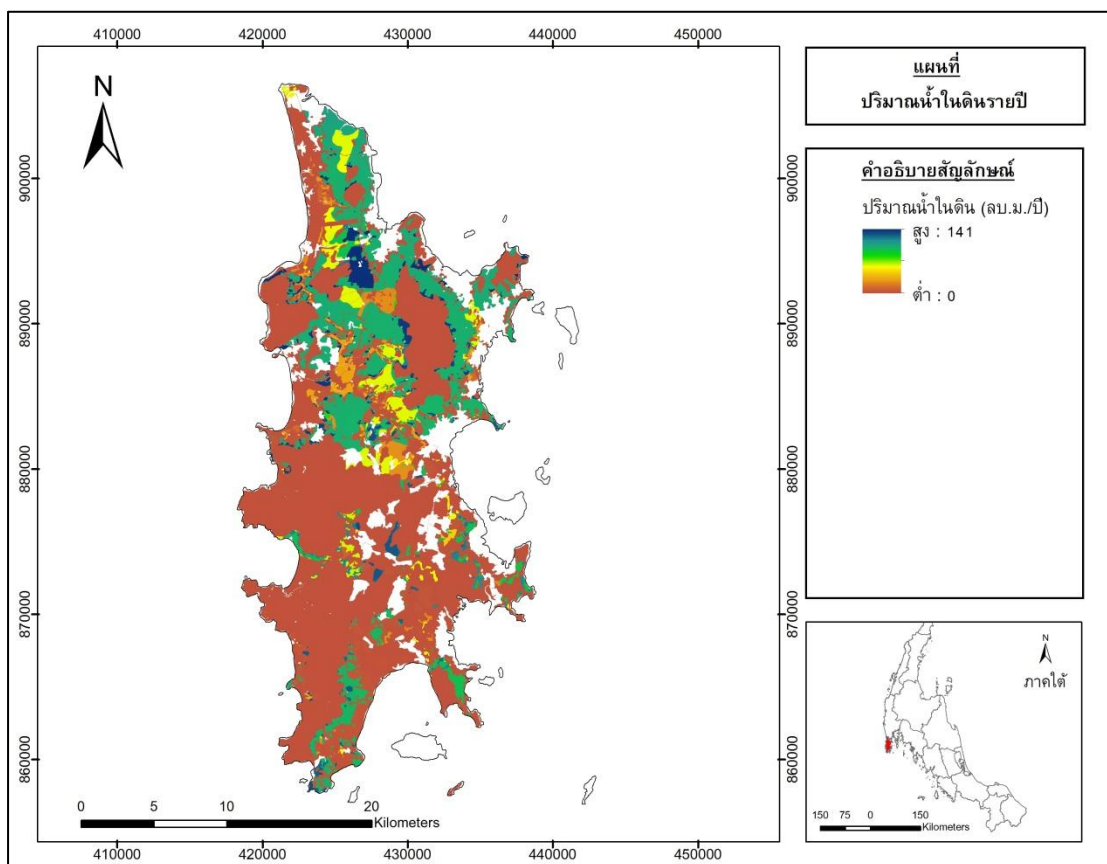 410000 420000 430000 440000 450000
N
900000 900000
890000 890000
880000 880000
870000 870000
860000 860000
0 5 10 20
Kilometers
410000 420000 430000 440000 450000
แผนที่
ปริมาณน้ำในดินรายปี
คำอธิบายสัญลักษณ์
ปริมาณน้ำในดิน (ลบ.ม./ปี)
สูง : 141
ต่ำ : 0
N
ภาคใต้
150 75 0 150
Kilometers